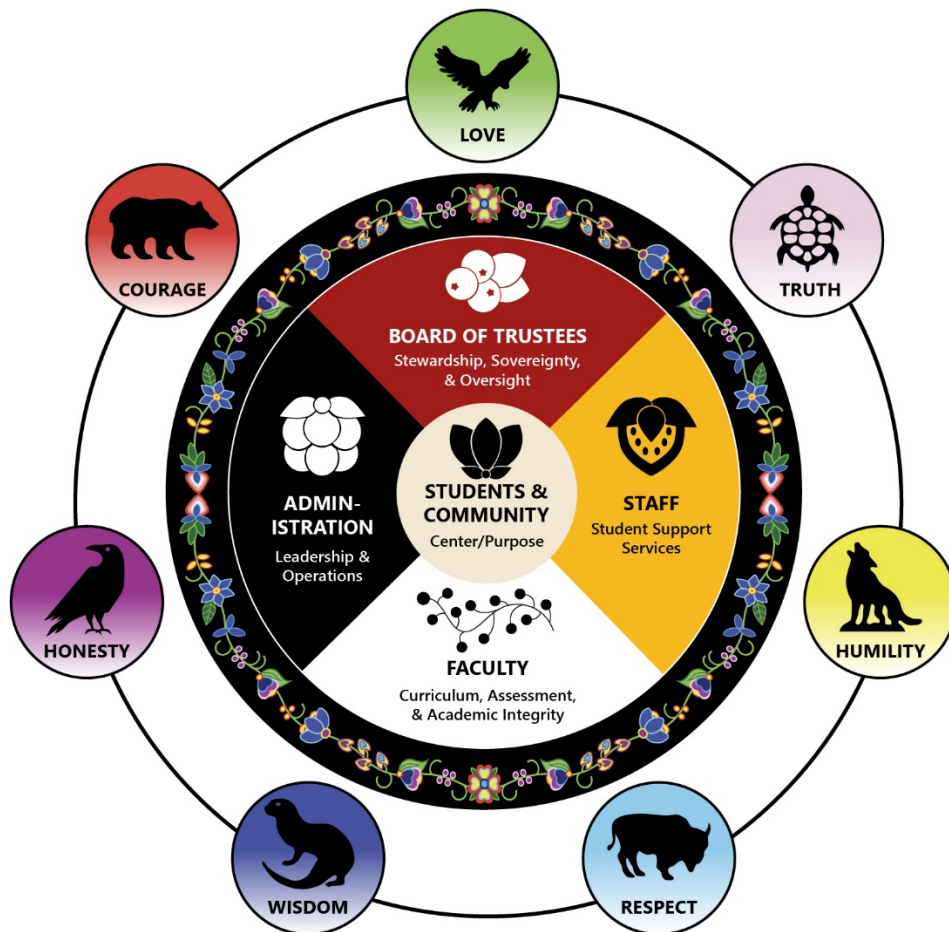 LOVE
COURAGE
TRUTH
BOARD OF TRUSTEES
Stewardship, Sovereignty,
& Oversight
ADMIN-
ISTRATION
Leadership &
Operations
STUDENTS &
COMMUNITY
Center/Purpose
STAFF
Student Support
Services
HONESTY
HUMILITY
FACULTY
Curriculum, Assessment,
& Academic Integrity
WISDOM
RESPECT